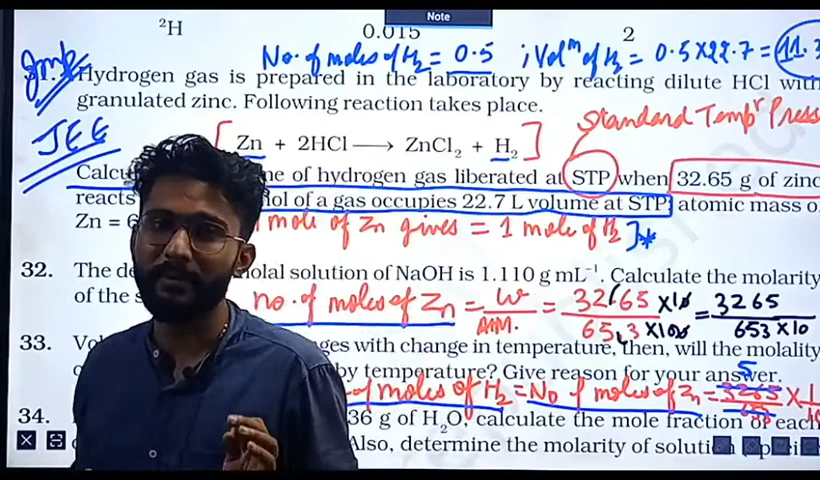 Note
²H 0.015 2
No. of moles of H₂ = 0.5 ; Volᵐ of H₂ = 0.5×22.7 = 11.3
Imp
Hydrogen gas is prepared in the laboratory by reacting dilute HCl with
granulated zinc. Following reaction takes place.
Standard Tempʳ Press
JEE
[ Zn + 2HCl ⟶ ZnCl₂ + H₂ ]
Calcu e of hydrogen gas liberated at STP when 32.65 g of zinc
reacts ol of a gas occupies 22.7 L volume at STP; atomic mass o
Zn = 6 mole of Zn gives = 1 mole of H₂ ]*
32. The de olal solution of NaOH is 1.110 g mL⁻¹. Calculate the molarity
of the s no. of moles of Zn = W/AM. = 32.65×10/65.3×100 = 3265/653×10
33. Vo ges with change in temperature, then, will the molality
by temperature? Give reason for your answer.
of moles of H₂ = No of moles of Zn = 3265/653 × 1/10 5
34. 36 g of H₂O, calculate the mole fraction of each
Also, determine the molarity of solution